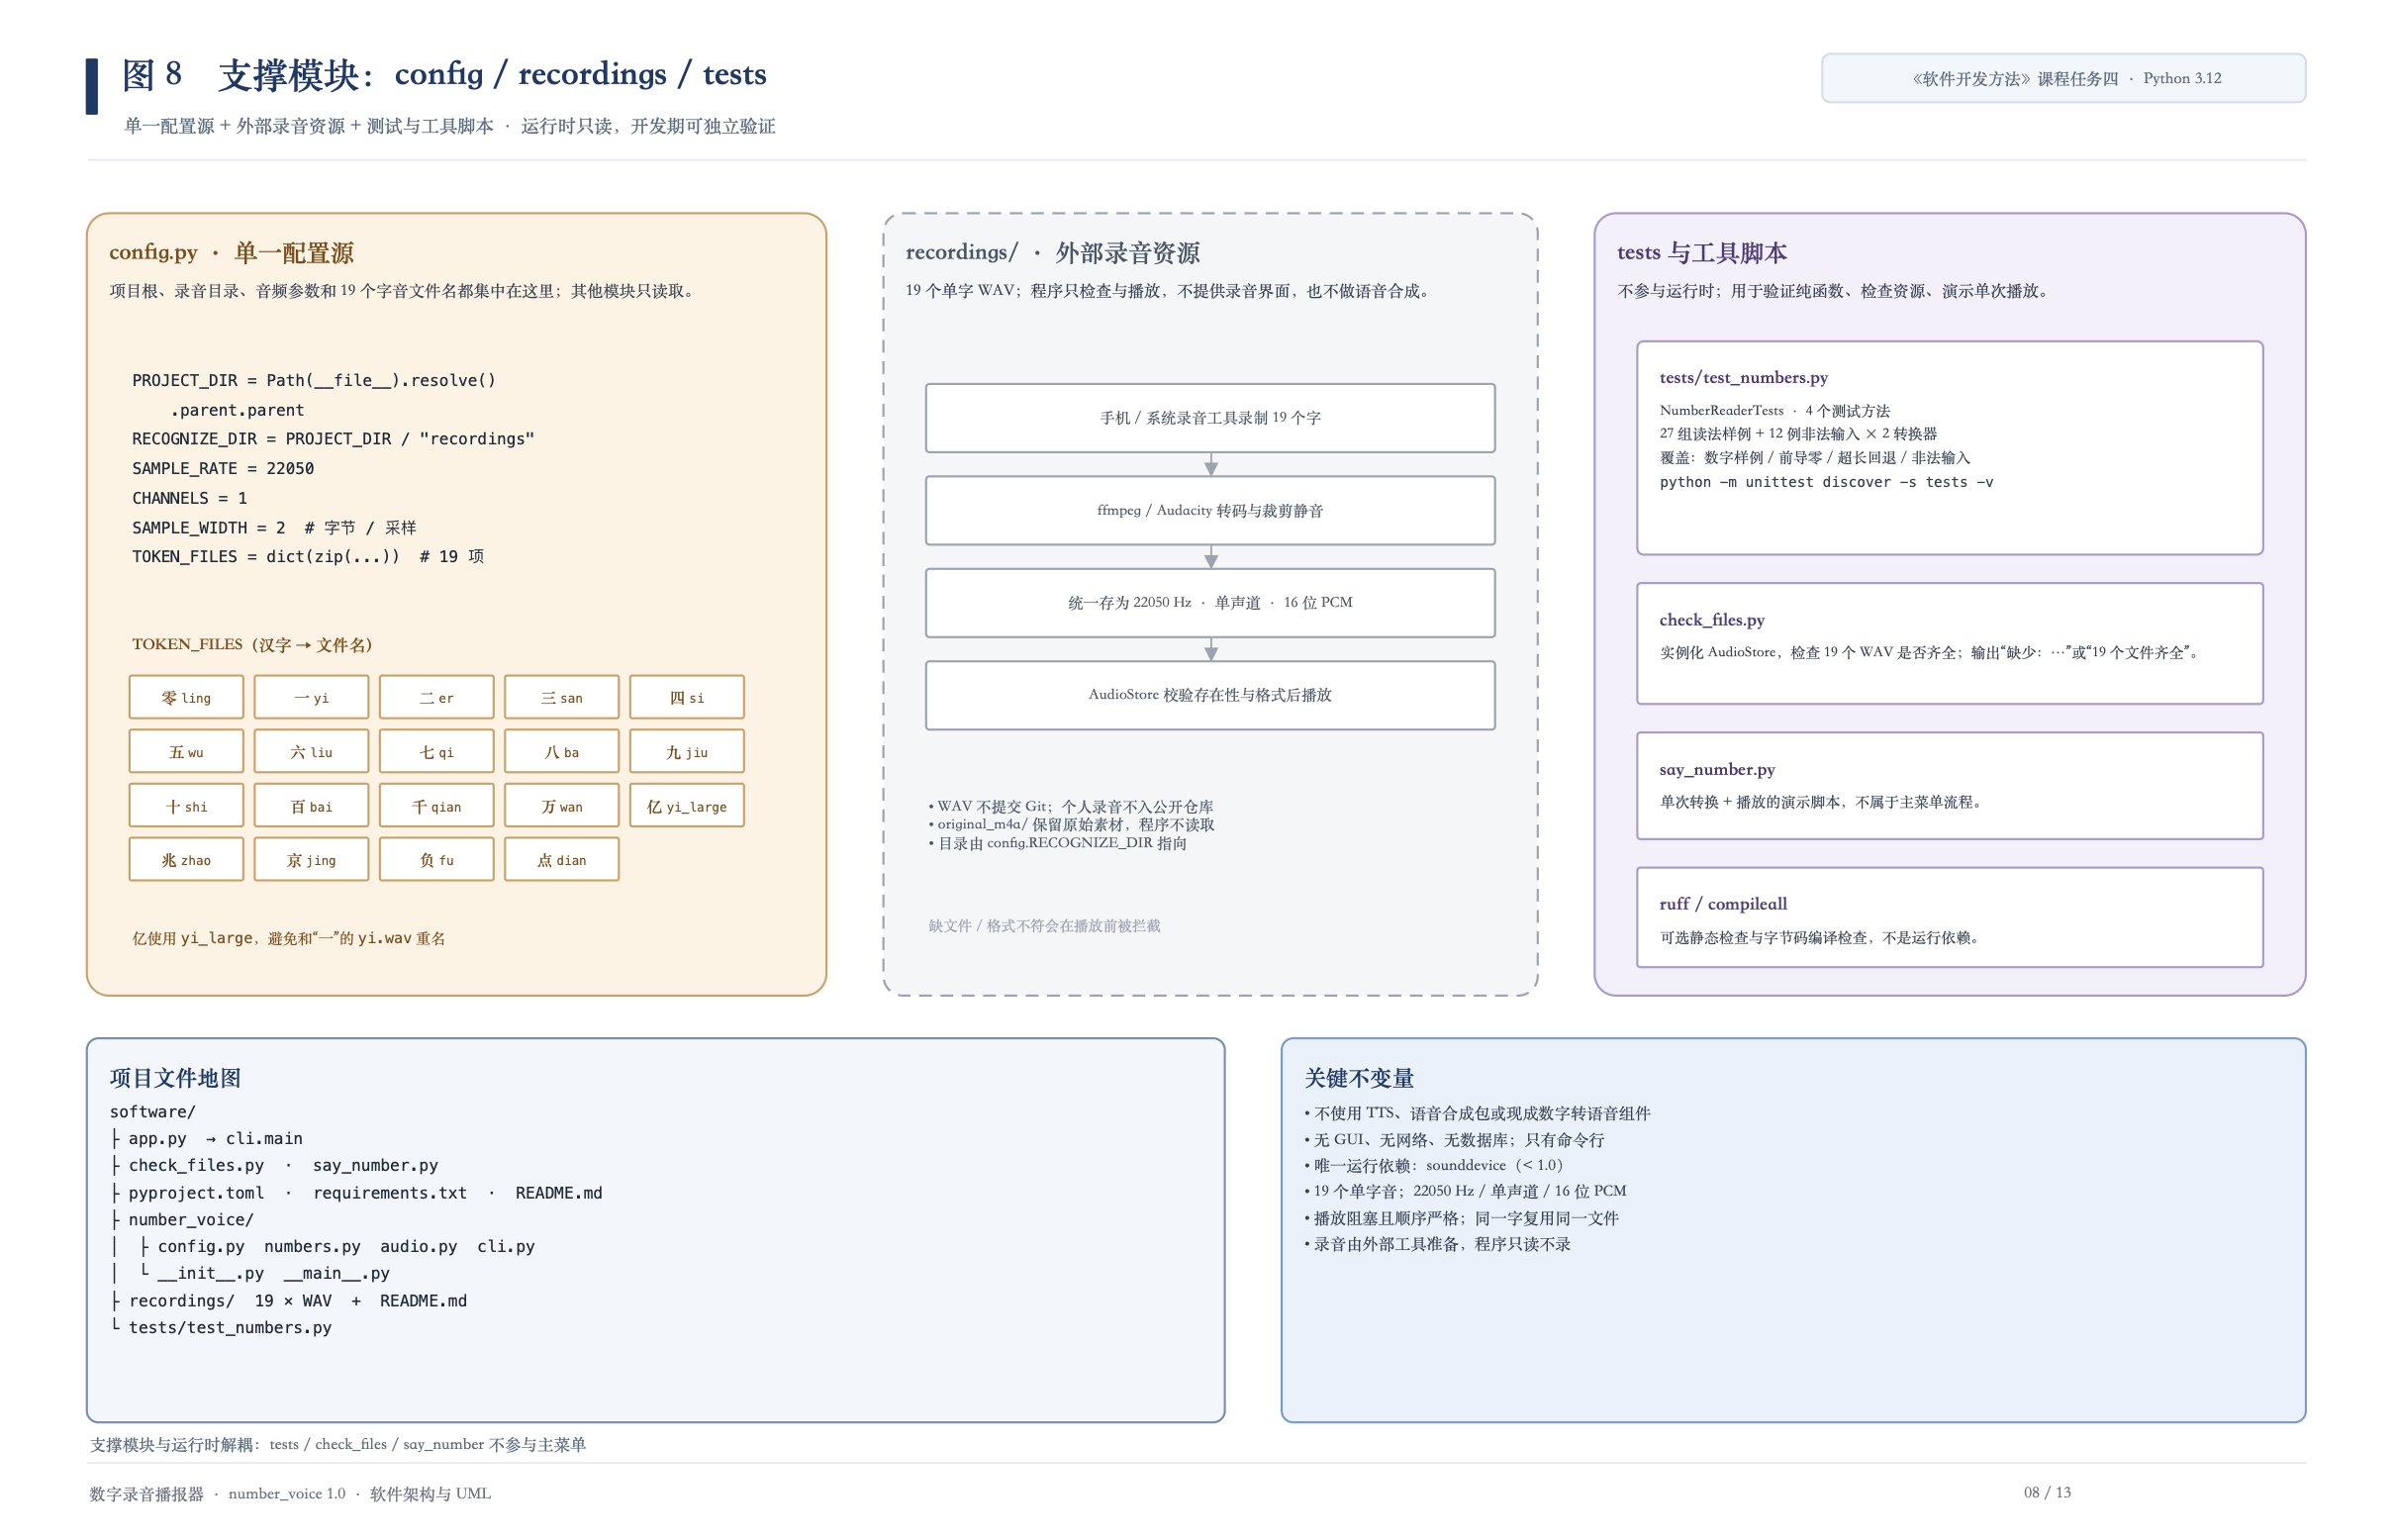 图 8 支撑模块：config / recordings / tests
《软件开发方法》课程任务四 · Python 3.12
单一配置源 + 外部录音资源 + 测试与工具脚本 · 运行时只读，开发期可独立验证
config.py · 单一配置源
项目根、录音目录、音频参数和 19 个字音文件名都集中在这里；其他模块只读取。
PROJECT_DIR = Path(__file__).resolve()
    .parent.parent
RECOGNIZE_DIR = PROJECT_DIR / "recordings"
SAMPLE_RATE = 22050
CHANNELS = 1
SAMPLE_WIDTH = 2  # 字节 / 采样
TOKEN_FILES = dict(zip(...))  # 19 项
TOKEN_FILES（汉字 → 文件名）
零 ling
一 yi
二 er
三 san
四 si
五 wu
六 liu
七 qi
八 ba
九 jiu
十 shi
百 bai
千 qian
万 wan
亿 yi_large
兆 zhao
京 jing
负 fu
点 dian
亿使用 yi_large，避免和“一”的 yi.wav 重名
recordings/ · 外部录音资源
19 个单字 WAV；程序只检查与播放，不提供录音界面，也不做语音合成。
手机 / 系统录音工具录制 19 个字
ffmpeg / Audacity 转码与裁剪静音
统一存为 22050 Hz · 单声道 · 16 位 PCM
AudioStore 校验存在性与格式后播放
• WAV 不提交 Git；个人录音不入公开仓库
• original_m4a/ 保留原始素材，程序不读取
• 目录由 config.RECOGNIZE_DIR 指向
缺文件 / 格式不符会在播放前被拦截
tests 与工具脚本
不参与运行时；用于验证纯函数、检查资源、演示单次播放。
tests/test_numbers.py
NumberReaderTests · 4 个测试方法
27 组读法样例 + 12 例非法输入 × 2 转换器
覆盖：数字样例 / 前导零 / 超长回退 / 非法输入
python -m unittest discover -s tests -v
check_files.py
实例化 AudioStore，检查 19 个 WAV 是否齐全；输出“缺少：…”或“19 个文件齐全”。
say_number.py
单次转换 + 播放的演示脚本，不属于主菜单流程。
ruff / compileall
可选静态检查与字节码编译检查，不是运行依赖。
项目文件地图
software/
├ app.py  → cli.main
├ check_files.py  ·  say_number.py
├ pyproject.toml  ·  requirements.txt  ·  README.md
├ number_voice/
│  ├ config.py  numbers.py  audio.py  cli.py
│  └ __init__.py  __main__.py
├ recordings/  19 × WAV  +  README.md
└ tests/test_numbers.py
关键不变量
• 不使用 TTS、语音合成包或现成数字转语音组件
• 无 GUI、无网络、无数据库；只有命令行
• 唯一运行依赖：sounddevice（< 1.0）
• 19 个单字音；22050 Hz / 单声道 / 16 位 PCM
• 播放阻塞且顺序严格；同一字复用同一文件
• 录音由外部工具准备，程序只读不录
支撑模块与运行时解耦：tests / check_files / say_number 不参与主菜单
数字录音播报器 · number_voice 1.0 · 软件架构与 UML
08 / 13